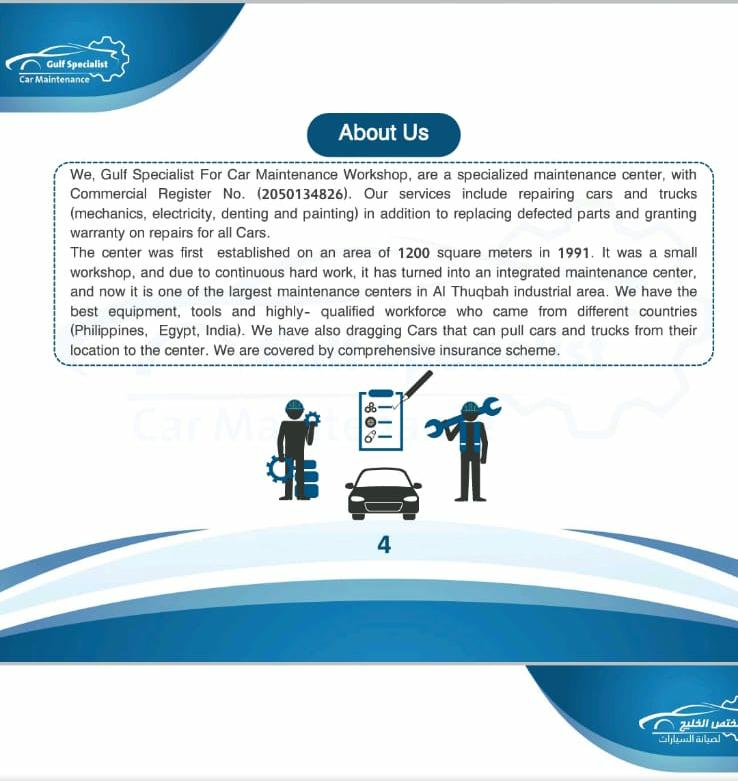 Gulf Specialist
Car Maintenance
About Us
We, Gulf Specialist For Car Maintenance Workshop, are a specialized maintenance center, with
Commercial Register No. (2050134826). Our services include repairing cars and trucks
(mechanics, electricity, denting and painting) in addition to replacing defected parts and granting
warranty on repairs for all Cars.
The center was first established on an area of 1200 square meters in 1991. It was a small
workshop, and due to continuous hard work, it has turned into an integrated maintenance center,
and now it is one of the largest maintenance centers in Al Thuqbah industrial area. We have the
best equipment, tools and highly- qualified workforce who came from different countries
(Philippines, Egypt, India). We have also dragging Cars that can pull cars and trucks from their
location to the center. We are covered by comprehensive insurance scheme.
4
الخليج
لصيانة السيارات